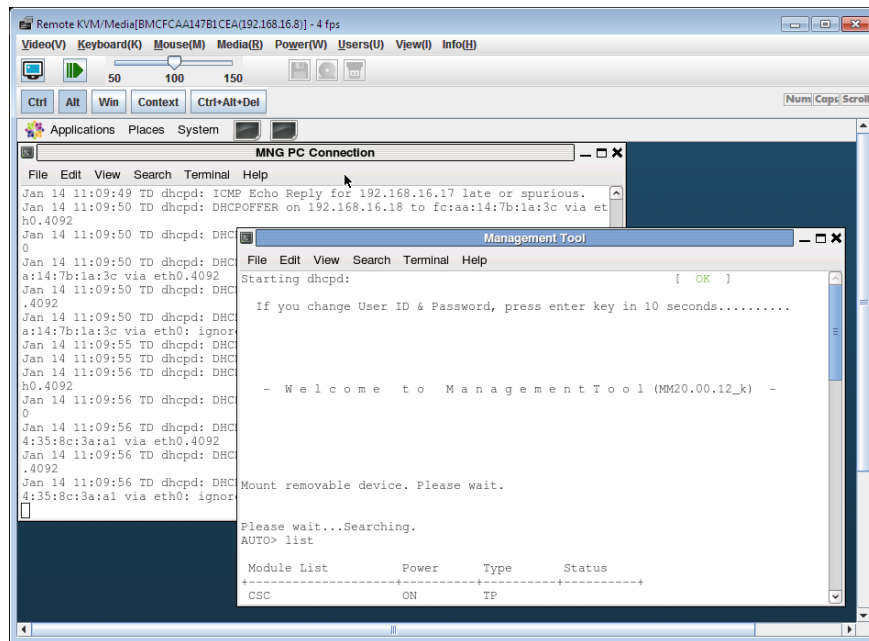 Remote KVM/Media[BMCFCAA147B1CEA(192.168.16.8)] - 4 fps
Video(V) Keyboard(K) Mouse(M) Media(R) Power(W) Users(U) View(I) Info(H)
50 100 150
Ctrl Alt Win Context Ctrl+Alt+Del Num Caps Scroll
Applications Places System
MNG PC Connection
File Edit View Search Terminal Help
Jan 14 11:09:49 TD dhcpd: ICMP Echo Reply for 192.168.16.17 late or spurious.
Jan 14 11:09:50 TD dhcpd: DHCPOFFER on 192.168.16.18 to fc:aa:14:7b:1a:3c via et
h0.4092
Jan 14 11:09:50 TD dhcpd: DHC
0
Jan 14 11:09:50 TD dhcpd: DHC
a:14:7b:1a:3c via eth0.4092
Jan 14 11:09:50 TD dhcpd: DHC
.4092
Jan 14 11:09:50 TD dhcpd: DHC
a:14:7b:1a:3c via eth0: ignor
Jan 14 11:09:55 TD dhcpd: DHC
Jan 14 11:09:56 TD dhcpd: DHC
h0.4092
Jan 14 11:09:56 TD dhcpd: DHC
0
Jan 14 11:09:56 TD dhcpd: DHC
4:35:8c:3a:a1 via eth0.4092
Jan 14 11:09:56 TD dhcpd: DHC
.4092
Jan 14 11:09:56 TD dhcpd: DHC
4:35:8c:3a:a1 via eth0: ignor
Management Tool
File Edit View Search Terminal Help
Starting dhcpd: [ OK ]
If you change User ID & Password, press enter key in 10 seconds..........
- W e l c o m e t o M a n a g e m e n t T o o l (MM20.00.12_k) -
Mount removable device. Please wait.
Please wait...Searching.
AUTO> list
Module List Power Type Status
+--------------------+----------+----------+----------+
CSC ON TP